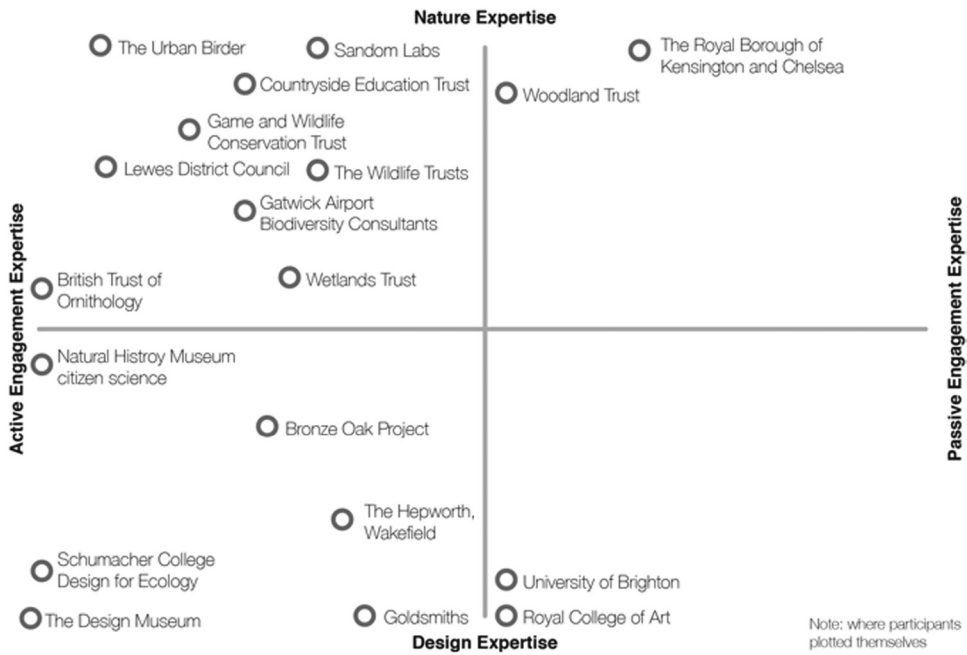 Nature Expertise
The Urban Birder
Sandom Labs
The Royal Borough of
Kensington and Chelsea
Countryside Education Trust
Woodland Trust
Game and Wildlife
Conservation Trust
Lewes District Council
The Wildlife Trusts
Gatwick Airport
Biodiversity Consultants
British Trust of
Ornithology
Wetlands Trust
Active Engagement Expertise
Passive Engagement Expertise
Natural Histroy Museum
citizen science
Bronze Oak Project
The Hepworth,
Wakefield
Schumacher College
Design for Ecology
University of Brighton
The Design Museum
Goldsmiths
Royal College of Art
Design Expertise
Note: where participants
plotted themselves